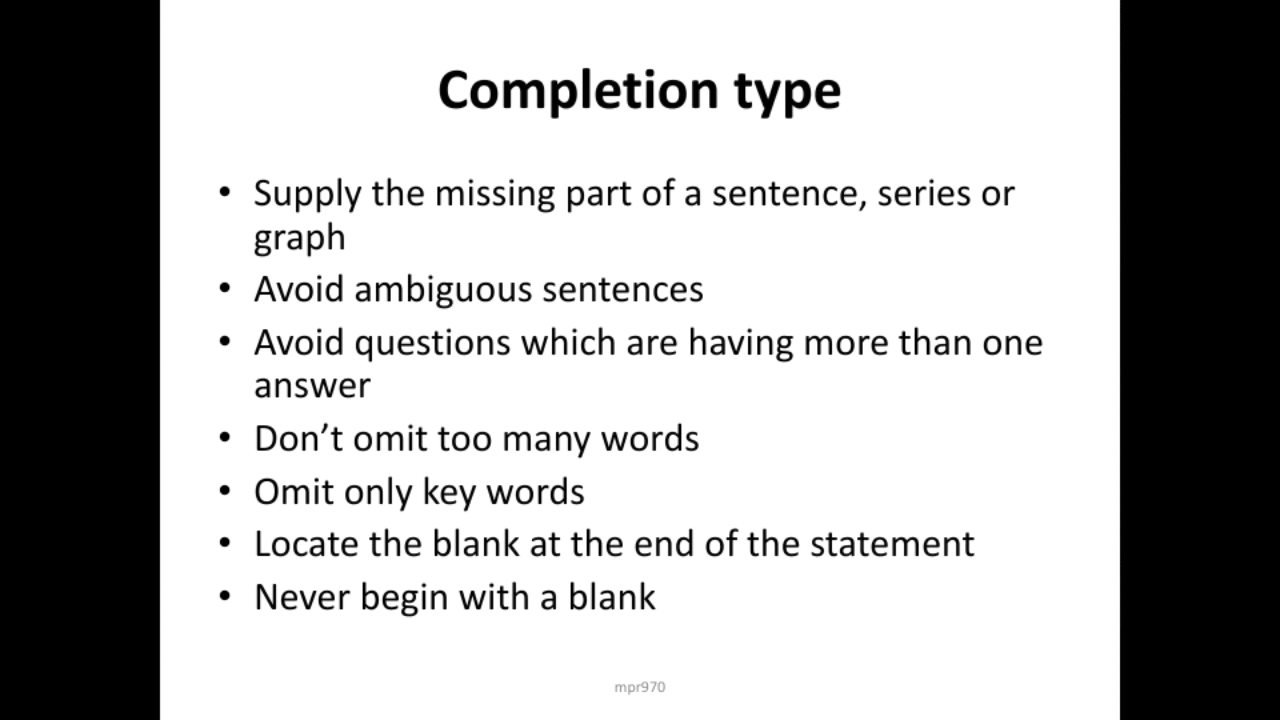 Completion type
• Supply the missing part of a sentence, series or
graph
• Avoid ambiguous sentences
• Avoid questions which are having more than one
answer
• Don’t omit too many words
• Omit only key words
• Locate the blank at the end of the statement
• Never begin with a blank
mpr970